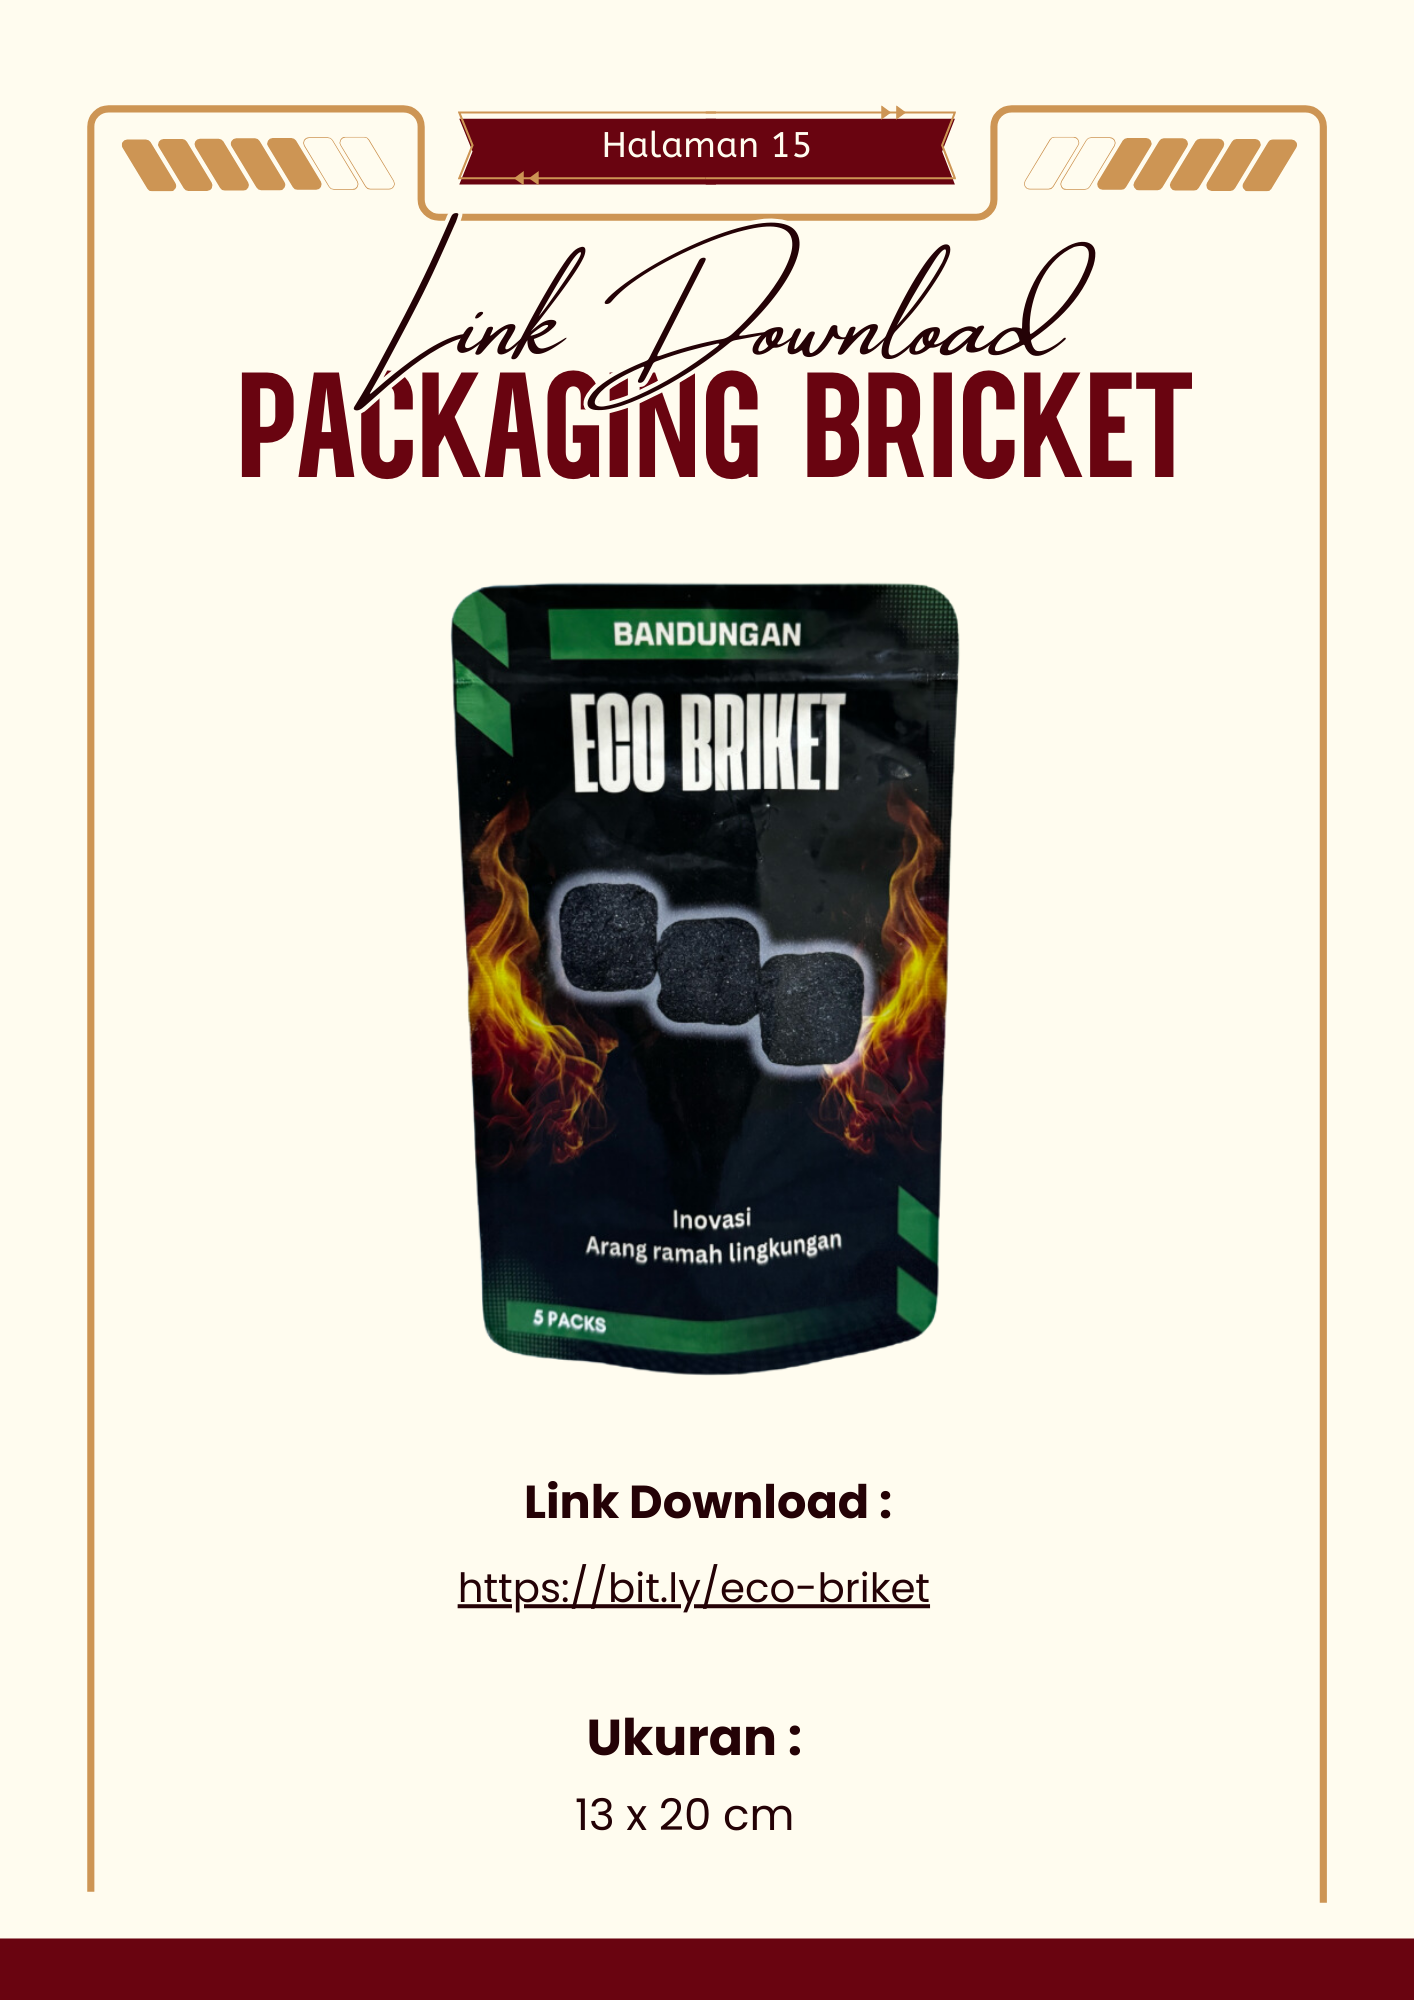 Halaman 15
Link Download
PACKAGING BRICKET
BANDUNGAN
ECO BRIKET
Inovasi
Arang ramah lingkungan
5 PACKS
Link Download :
https://bit.ly/eco-briket
Ukuran :
13 x 20 cm